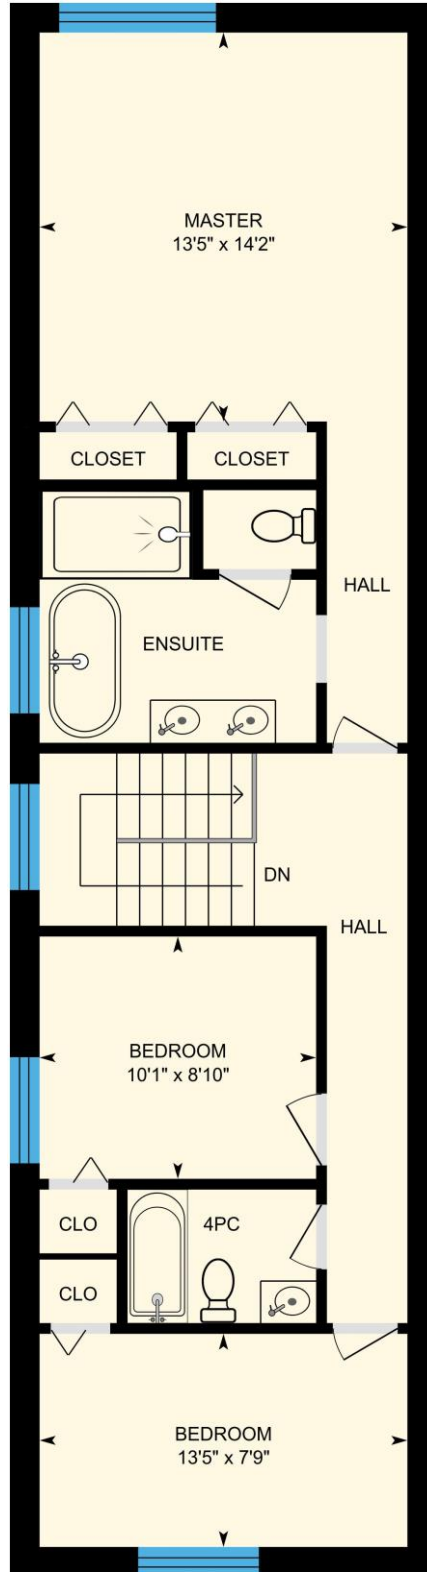 MASTER
13'5" x 14'2"
CLOSET
CLOSET
HALL
ENSUITE
DN
HALL
BEDROOM
10'1" x 8'10"
CLO
4PC
CLO
BEDROOM
13'5" x 7'9"